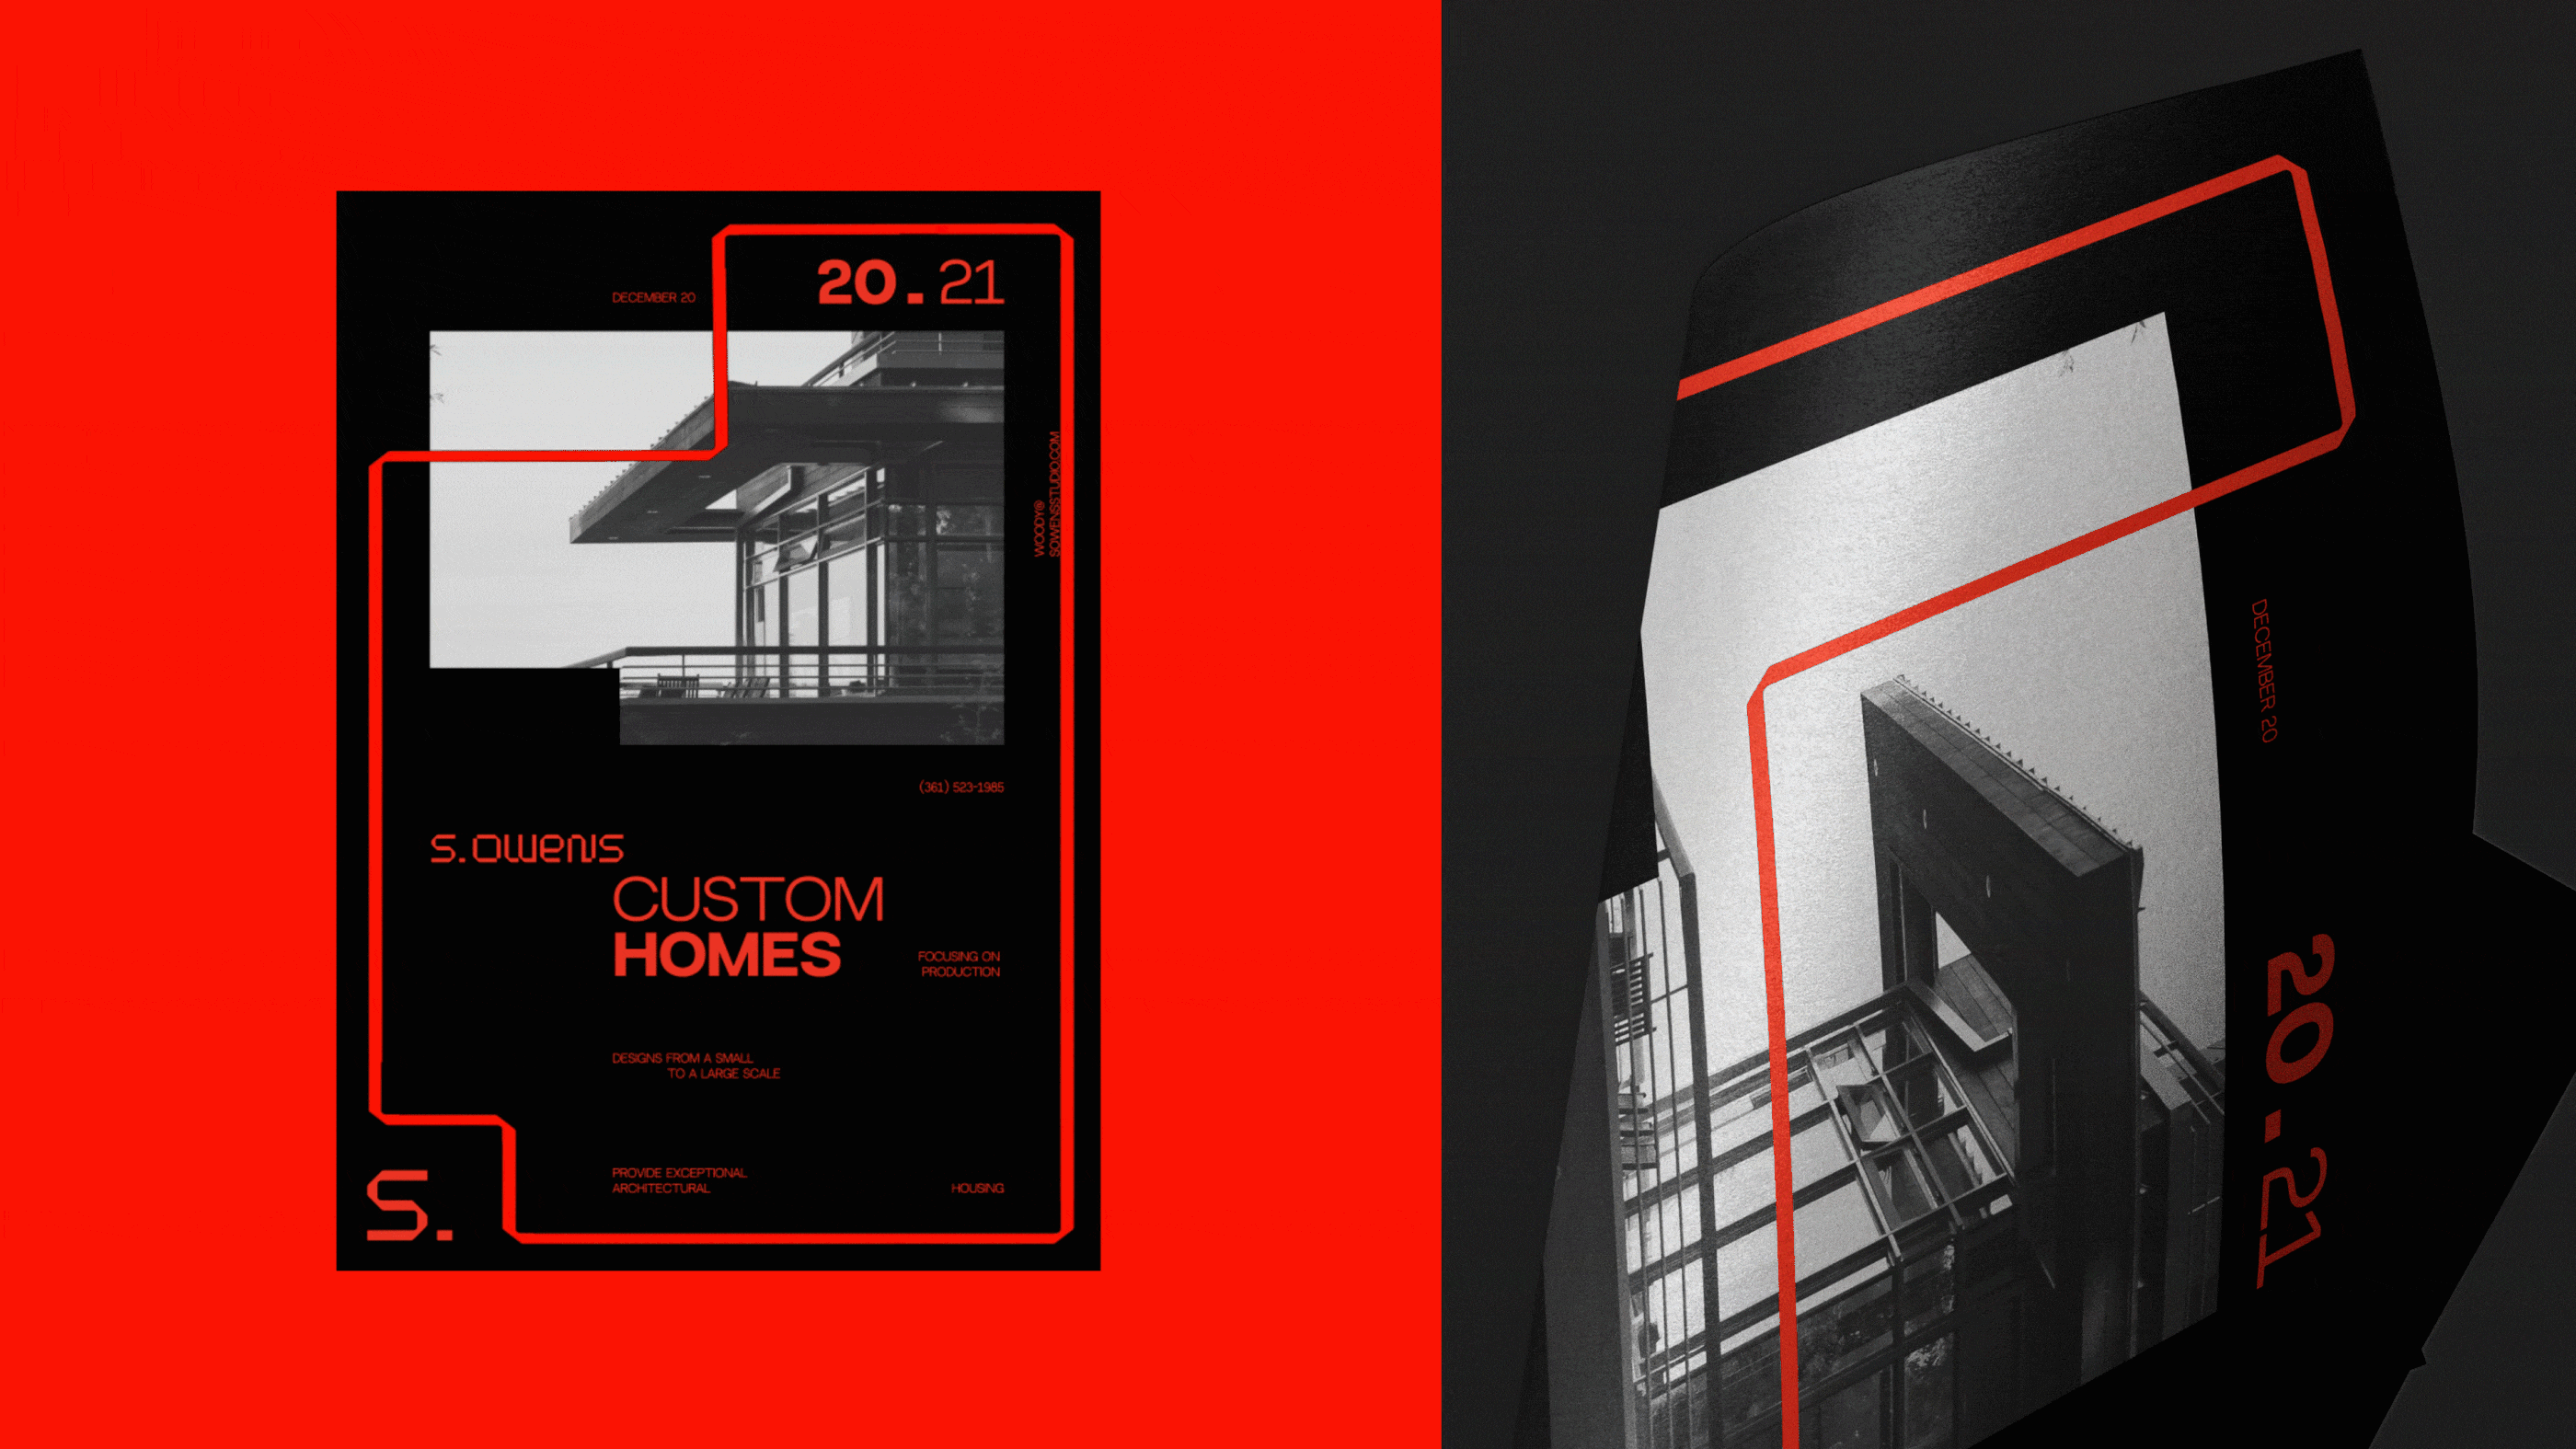 DECEMBER 20
20.21
WOODY@
SOWENSSTUDIO.COM
(361) 523-1985
S.OWENS
CUSTOM
HOMES
FOCUSING ON
PRODUCTION
DESIGNS FROM A SMALL
TO A LARGE SCALE
PROVIDE EXCEPTIONAL
ARCHITECTURAL
HOUSING
S.
DECEMBER 20
20.21